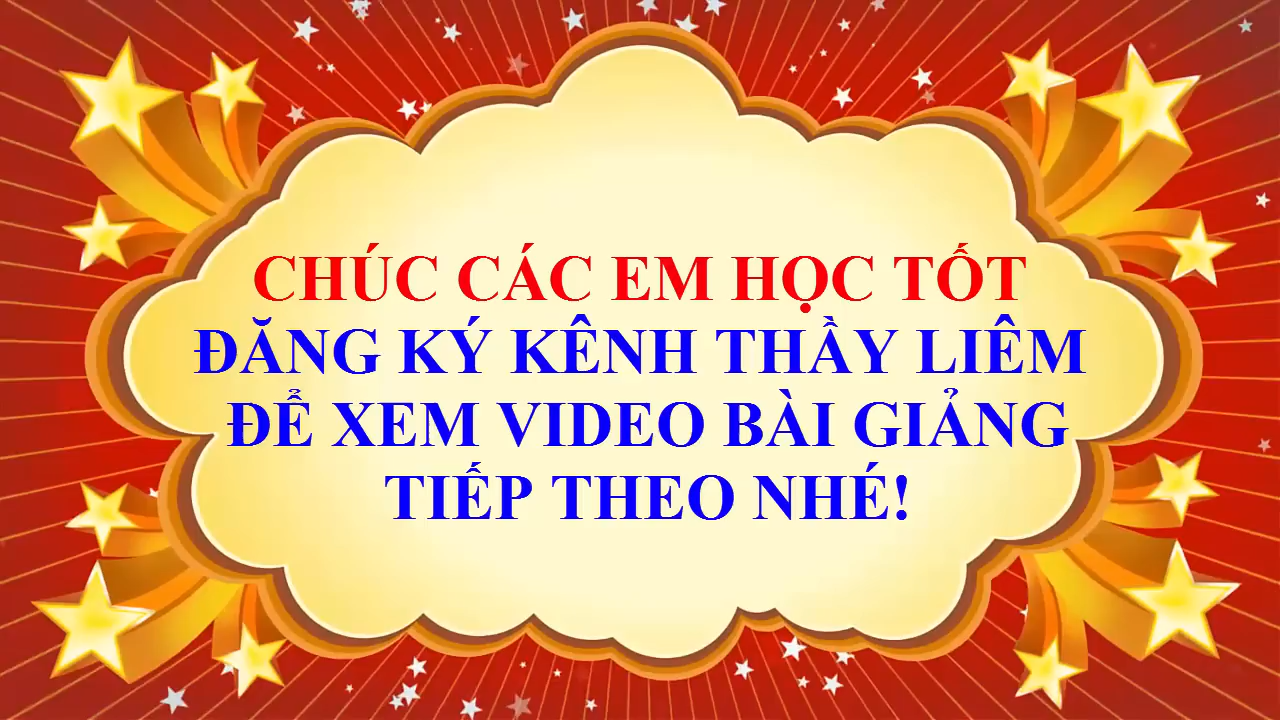 CHÚC CÁC EM HỌC TỐT
ĐĂNG KÝ KÊNH THẦY LIÊM
ĐỂ XEM VIDEO BÀI GIẢNG
TIẾP THEO NHÉ!